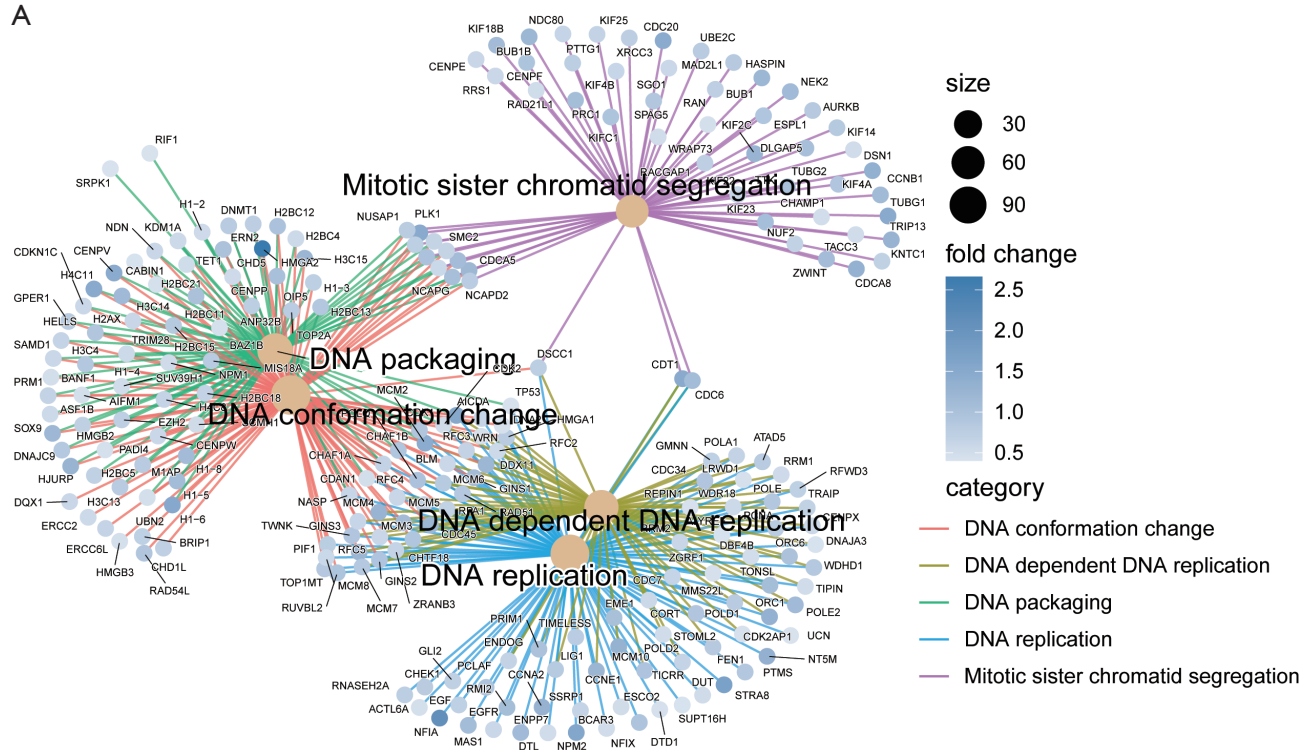 A
KIF18B
NDC80
KIF25
CDC20
UBE2C
BUB1B
PTTG1
XRCC3
MAD2L1
HASPIN
CENPE
CENPF
KIF4B
SGO1
NEK2
RRS1
RAD21L1
RAN
BUB1
AURKB
PRC1
SPAG5
KIF2C
ESPL1
KIF14
KIFC1
WRAP73
DLGAP5
DSN1
RACGAP1
TUBG2
CCNB1
KIF4A
TUBG1
Mitotic sister chromatid segregation
KIF23
CHAMP1
TRIP13
NUF2
TACC3
KNTC1
ZWINT
CDCA8
RIF1
SRPK1
H1-2
DNMT1
H2BC12
NUSAP1
PLK1
NDN
KDM1A
ERN2
H2BC4
SMC2
CDKN1C
CENPV
TET1
CHD5
HMGA2
H3C15
CDCA5
H4C11
CABIN1
H2BC21
CENPP
OIP5
H1-3
NCAPG
NCAPD2
GPER1
H3C14
H2BC11
ANP32B
H2BC13
HELLS
H2AX
TRIM28
H2BC15
BAZ1B
TOP2A
SAMD1
H3C4
MIS18A
DNA packaging
DSCC1
CDT1
CDC6
PRM1
BANF1
H1-4
SUV39H1
NPM1
CDK2
ASF1B
AIFM1
H2BC18
MCM2
AICDA
TP53
DNA conformation change
HMGA1
SOX9
HMGB2
EZH2
CENPW
CHAF1B
RFC3
WRN
RFC2
DNAJC9
PADI4
CHAF1A
BLM
DDX11
HJURP
H2BC5
M1AP
H1-8
CDAN1
RFC4
MCM6
GINS1
DQX1
H3C13
H1-5
NASP
MCM4
MCM5
RPA1
RAD51
ERCC2
UBN2
H1-6
TWNK
GINS3
MCM3
CDC45
ERCC6L
BRIP1
PIF1
RFC5
CHTF18
HMGB3
CHD1L
TOP1MT
MCM8
GINS2
RAD54L
RUVBL2
MCM7
ZRANB3
GMNN
POLA1
ATAD5
CDC34
LRWD1
RRM1
RFWD3
REPIN1
WDR18
POLE
TRAIP
DNA dependent DNA replication
CENPX
DNAJA3
ZGRF1
DBF4B
ORC6
WDHD1
DNA replication
CDC7
TONSL
TIPIN
MMS22L
ORC1
POLE2
EME1
CORT
POLD1
UCN
PRIM1
TIMELESS
STOML2
CDK2AP1
NT5M
ENDOG
LIG1
MCM10
POLD2
FEN1
PTMS
GLI2
PCLAF
CCNA2
CCNE1
TICRR
DUT
STRA8
CHEK1
RNASEH2A
RMI2
SSRP1
ESCO2
SUPT16H
ACTL6A
EGF
EGFR
ENPP7
BCAR3
NFIA
MAS1
DTL
NPM2
NFIX
DTD1
size
30
60
90
fold change
2.5
2.0
1.5
1.0
0.5
category
DNA conformation change
DNA dependent DNA replication
DNA packaging
DNA replication
Mitotic sister chromatid segregation